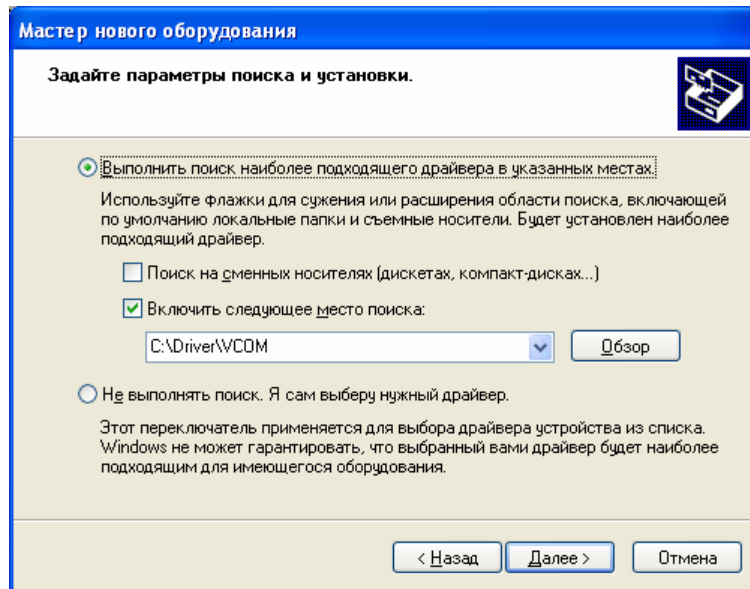 Мастер нового оборудования
Задайте параметры поиска и установки.
Выполнить поиск наиболее подходящего драйвера в указанных местах.
Используйте флажки для сужения или расширения области поиска, включающей
по умолчанию локальные папки и съемные носители. Будет установлен наиболее
подходящий драйвер.
Поиск на сменных носителях (дискетах, компакт-дисках...)
Включить следующее место поиска:
C:\Driver\VCOM
Обзор
Не выполнять поиск. Я сам выберу нужный драйвер.
Этот переключатель применяется для выбора драйвера устройства из списка.
Windows не может гарантировать, что выбранный вами драйвер будет наиболее
подходящим для имеющегося оборудования.
< Назад Далее > Отмена